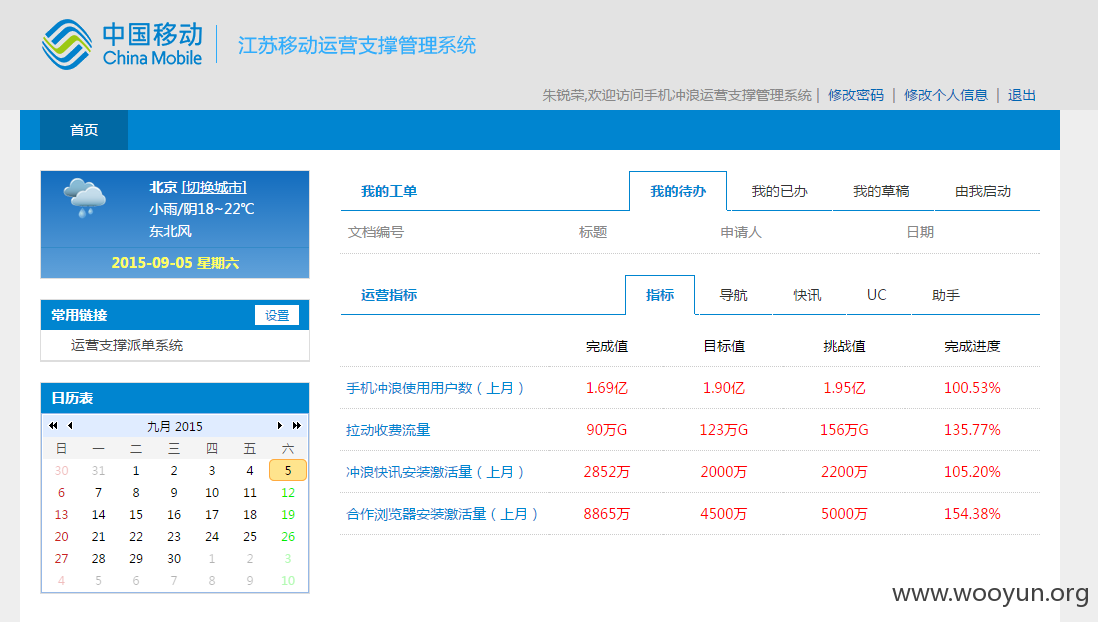 中国移动
China Mobile
江苏移动运营支撑管理系统
朱锐荣,欢迎访问手机冲浪运营支撑管理系统 | 修改密码 | 修改个人信息 | 退出
首页
北京 [切换城市]
小雨/阴18~22℃
东北风
2015-09-05 星期六
常用链接 设置
运营支撑派单系统
日历表
九月 2015
日 一 二 三 四 五 六
30 31 1 2 3 4 5
6 7 8 9 10 11 12
13 14 15 16 17 18 19
20 21 22 23 24 25 26
27 28 29 30 1 2 3
4 5 6 7 8 9 10
我的工单 我的待办 我的已办 我的草稿 由我启动
文档编号 标题 申请人 日期
运营指标 指标 导航 快讯 UC 助手
完成值 目标值 挑战值 完成进度
手机冲浪使用用户数（上月） 1.69亿 1.90亿 1.95亿 100.53%
拉动收费流量 90万G 123万G 156万G 135.77%
冲浪快讯安装激活量（上月） 2852万 2000万 2200万 105.20%
合作浏览器安装激活量（上月） 8865万 4500万 5000万 154.38%
www.wooyun.org